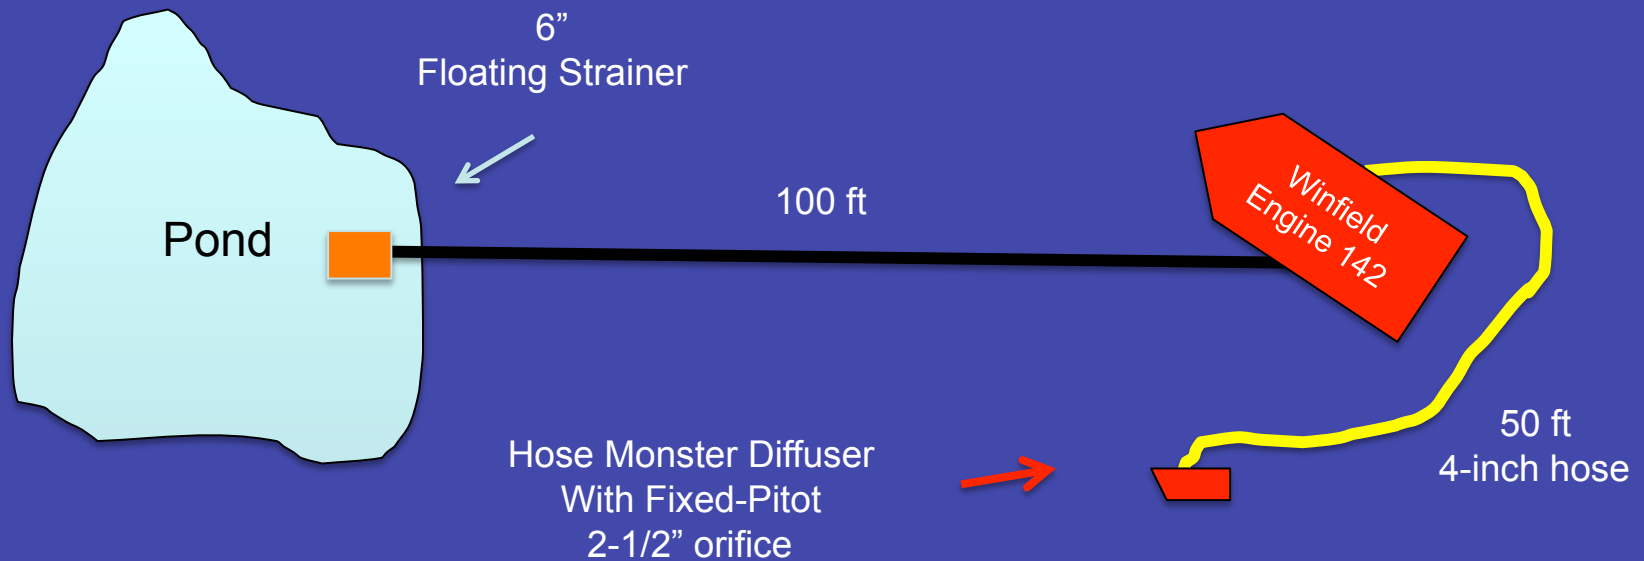 6”
Floating Strainer
100 ft
Winfield
Engine 142
Pond
50 ft
4-inch hose
Hose Monster Diffuser
With Fixed-Pitot
2-1/2” orifice